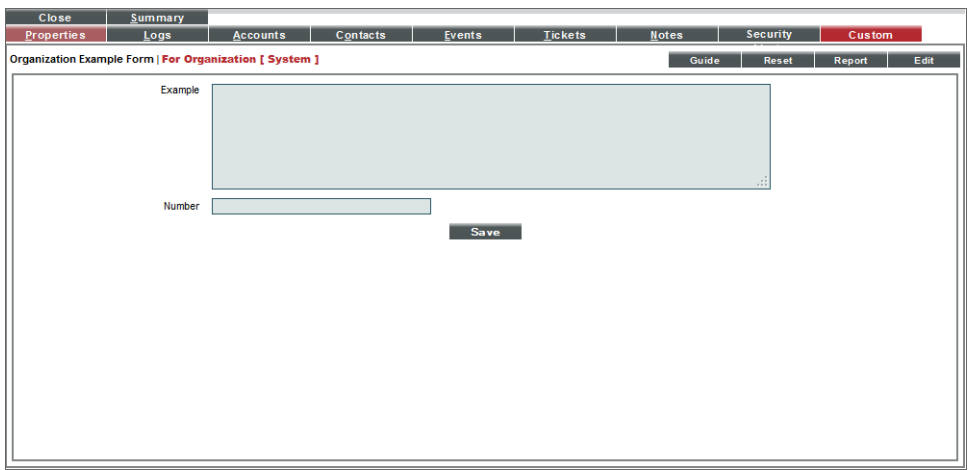 Close Summary
Properties Logs Accounts Contacts Events Tickets Notes Security Custom
Organization Example Form | For Organization [ System ]
Guide Reset Report Edit
Example
Number
Save